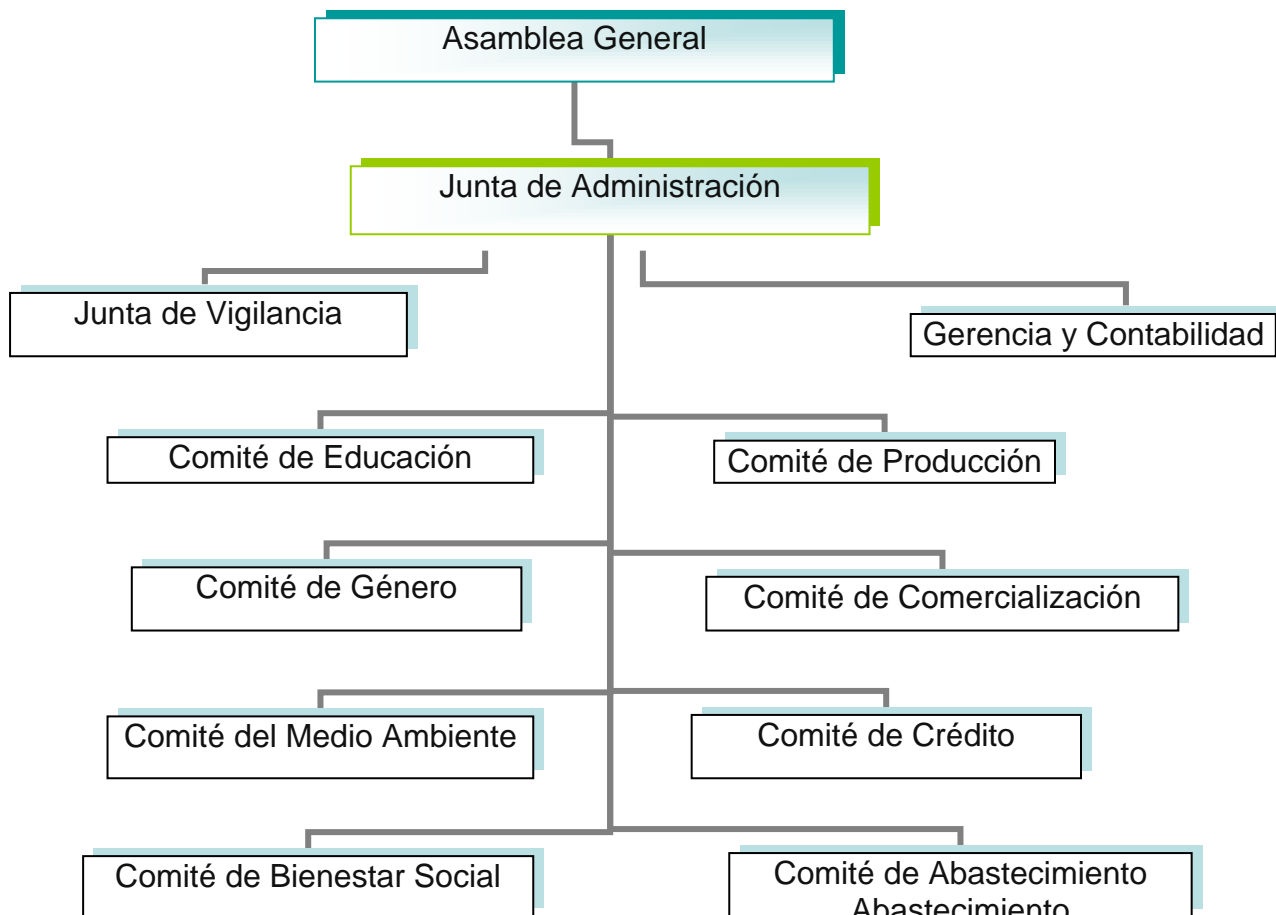 Asamblea General
Junta de Administración
Junta de Vigilancia
Gerencia y Contabilidad
Comité de Educación
Comité de Producción
Comité de Género
Comité de Comercialización
Comité del Medio Ambiente
Comité de Crédito
Comité de Bienestar Social
Comité de Abastecimiento
Abastecimiento